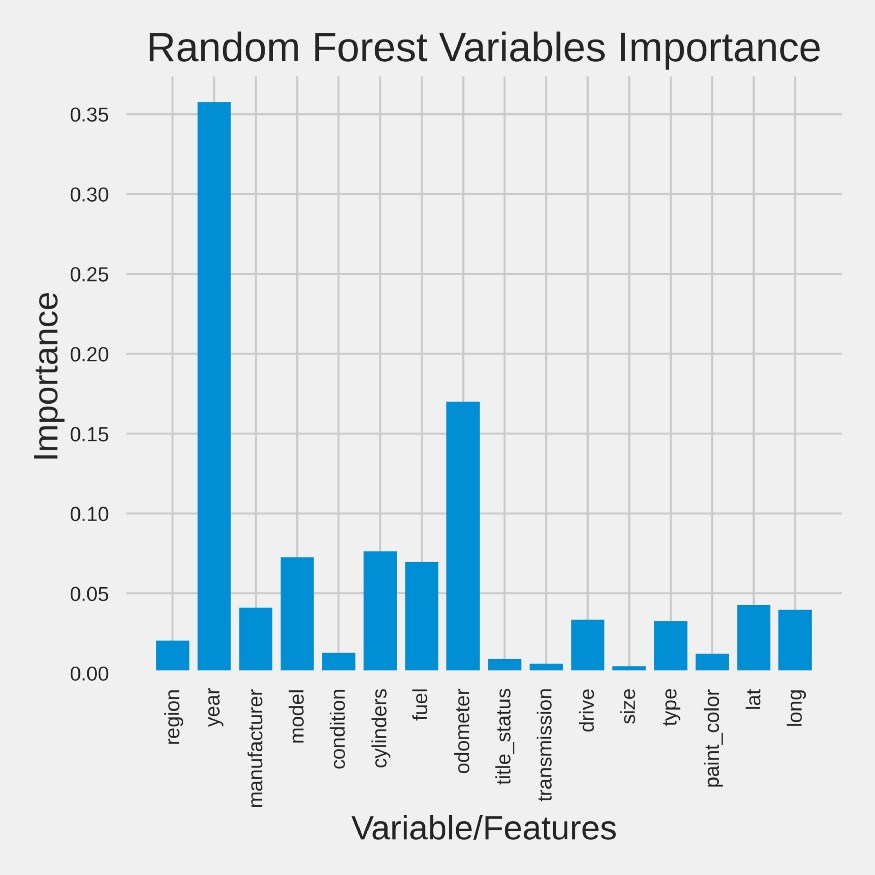 Random Forest Variables Importance
Importance
0.35
0.30
0.25
0.20
0.15
0.10
0.05
0.00
region
year
manufacturer
model
condition
cylinders
fuel
odometer
title_status
transmission
drive
size
type
paint_color
lat
long
Variable/Features